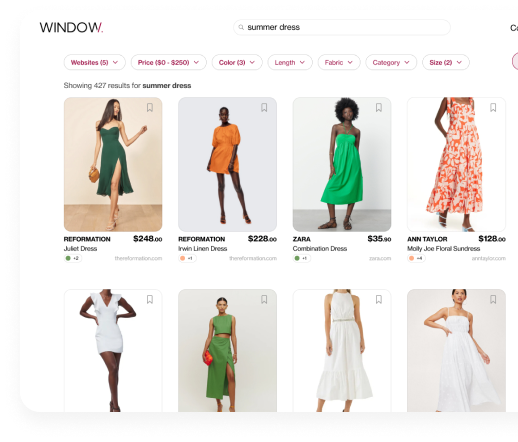 WINDOW.
summer dress
Co
Websites (5) Price ($0 - $250) Color (3) Length Fabric Category Size (2)
Showing 427 results for summer dress
REFORMATION $248.00 REFORMATION $228.00 ZARA $35.90 ANN TAYLOR $128.00
Juliet Dress Irwin Linen Dress Combination Dress Molly Joe Floral Sundress
+2 thereformation.com +1 thereformation.com +1 zara.com +4 anntaylor.com